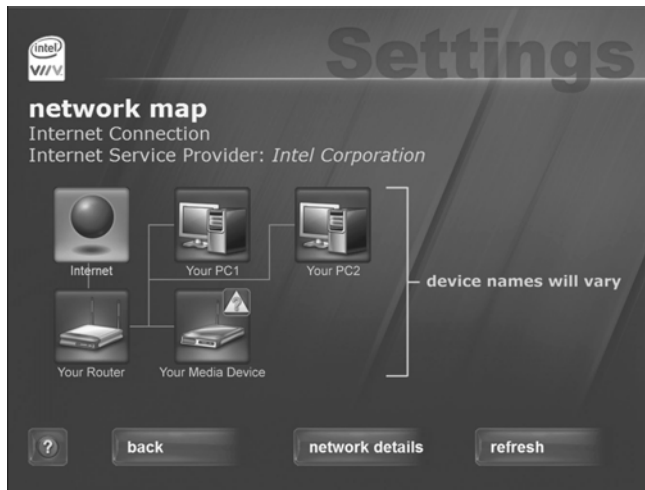 intel
VIIV
Settings
network map
Internet Connection
Internet Service Provider: Intel Corporation
Internet
Your PC1
Your PC2
device names will vary
Your Router
Your Media Device
?
back
network details
refresh